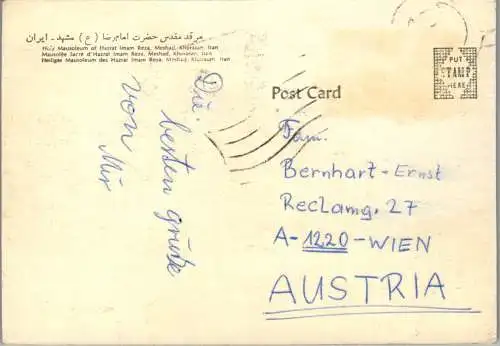 مرقد مقدس حضرت امام رضا (ع) مشهد - ایران
Holy Mausoleum of Hazrat Imam Reza, Meshad, Khorasan, Iran
Mausolée Sacré d'Hazrat Imam Reza, Meshad, Khorasan, Iran
Heiliges Mausoleum des Hazrat Imam Reza, Meshad, Khorasan, Iran
Post Card
PUT
STAMP
HERE
Die
besten grüße
von
Mir
Fam.
Bernhart-Ernst
Reclamg. 27
A-1220-WIEN
AUSTRIA